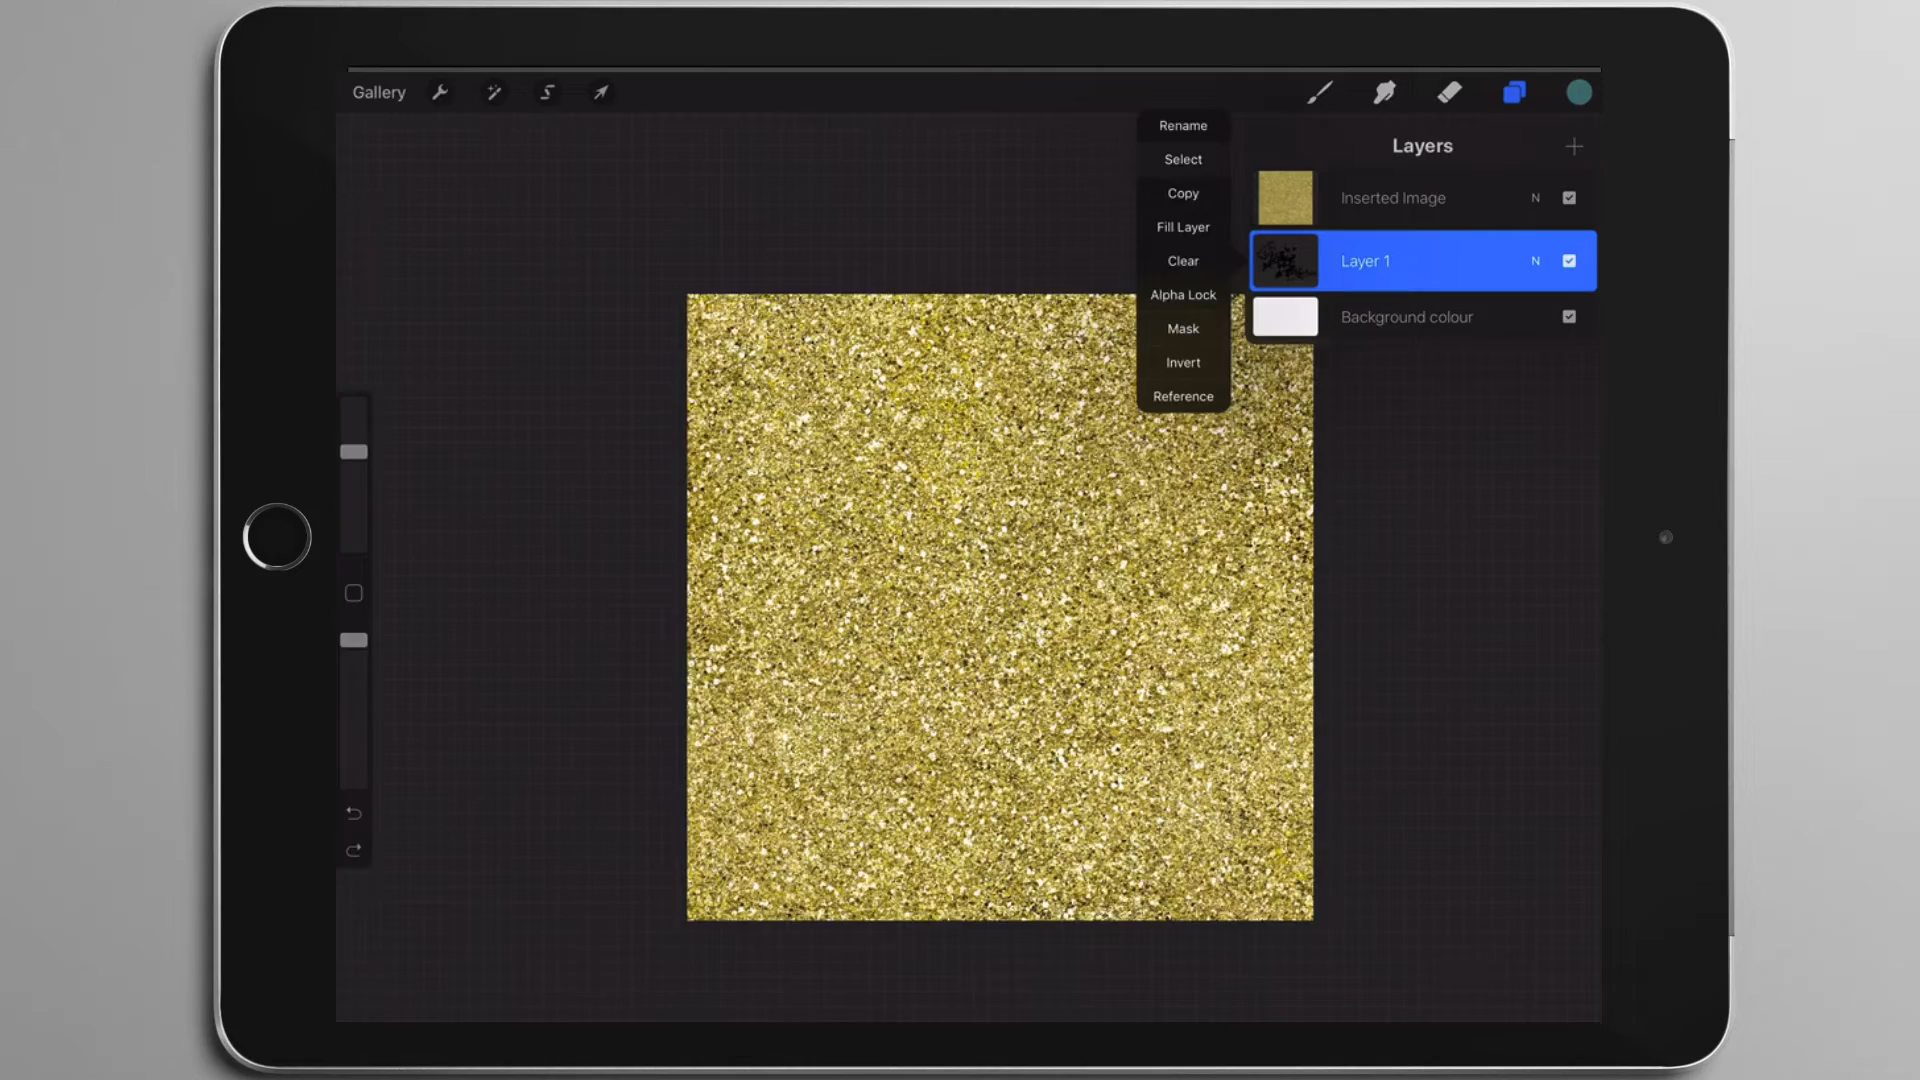 Gallery
Rename
Select
Copy
Fill Layer
Clear
Alpha Lock
Mask
Invert
Reference
Layers
Inserted Image N
Layer 1 N
Background colour